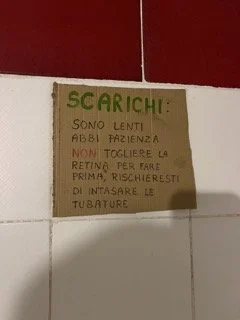 SCARICHI:
SONO LENTI
ABBI PAZIENZA
NON TOGLIERE LA
RETINA PER FARE
PRIMA, RISCHIERESTI
DI INTASARE LE
TUBATURE